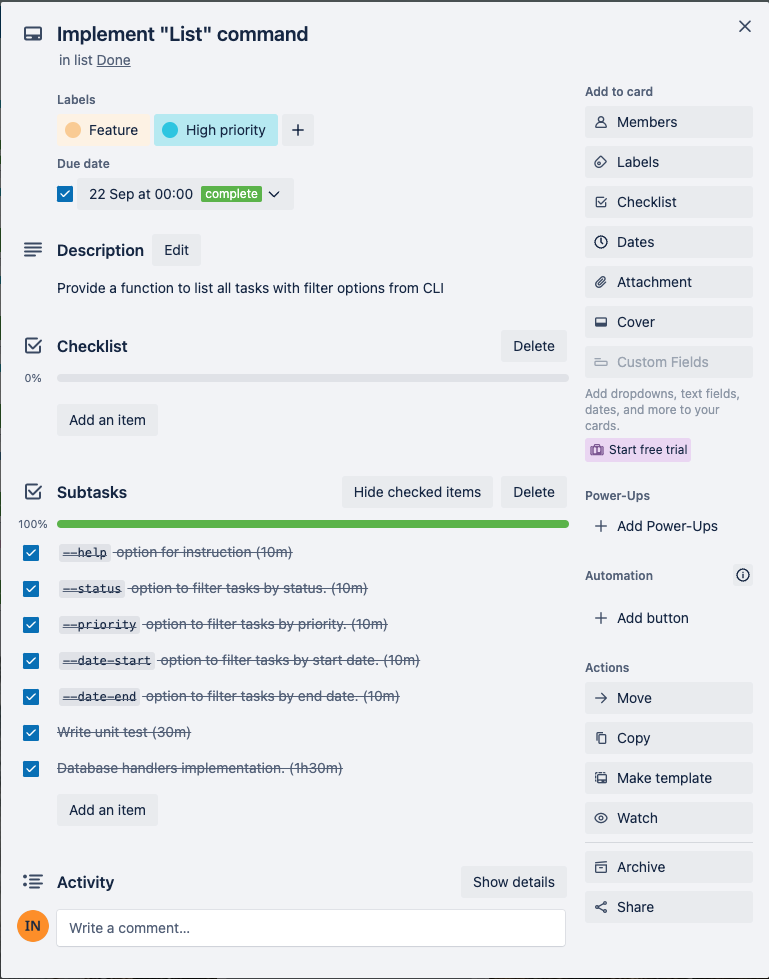 Implement "List" command
in list Done
Labels
Feature
High priority
Due date
22 Sep at 00:00 complete
Description
Edit
Provide a function to list all tasks with filter options from CLI
Checklist
Delete
0%
Add an item
Subtasks
Hide checked items
Delete
100%
--help option for instruction (10m)
--status option to filter tasks by status. (10m)
--priority option to filter tasks by priority. (10m)
--date-start option to filter tasks by start date. (10m)
--date-end option to filter tasks by end date. (10m)
Write unit test (30m)
Database handlers implementation. (1h30m)
Add an item
Activity
Show details
IN
Write a comment...
Add to card
Members
Labels
Checklist
Dates
Attachment
Cover
Custom Fields
Add dropdowns, text fields,
dates, and more to your
cards.
Start free trial
Power-Ups
Add Power-Ups
Automation
Add button
Actions
Move
Copy
Make template
Watch
Archive
Share